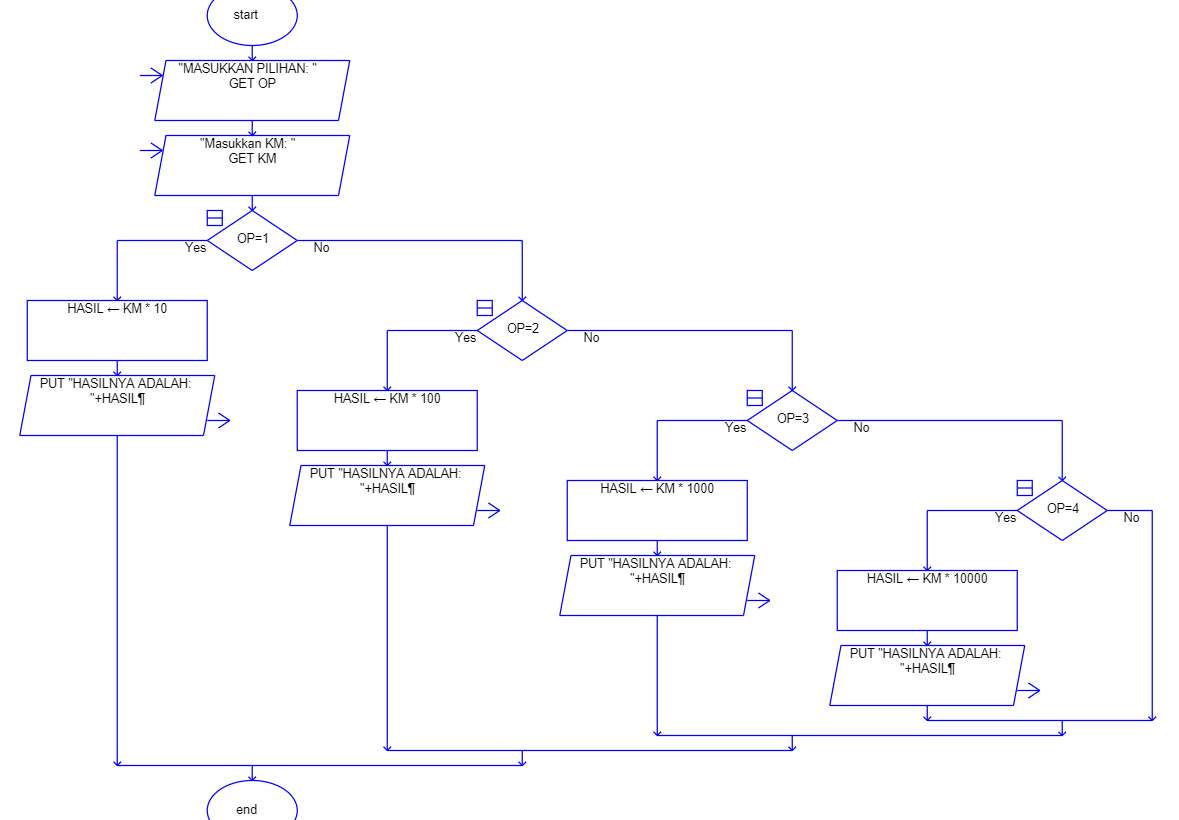 start
"MASUKKAN PILIHAN: "
GET OP
"Masukkan KM: "
GET KM
OP=1
Yes
No
HASIL ← KM * 10
PUT "HASILNYA ADALAH:
"+HASIL¶
OP=2
Yes
No
HASIL ← KM * 100
PUT "HASILNYA ADALAH:
"+HASIL¶
OP=3
Yes
No
HASIL ← KM * 1000
PUT "HASILNYA ADALAH:
"+HASIL¶
OP=4
Yes
No
HASIL ← KM * 10000
PUT "HASILNYA ADALAH:
"+HASIL¶
end